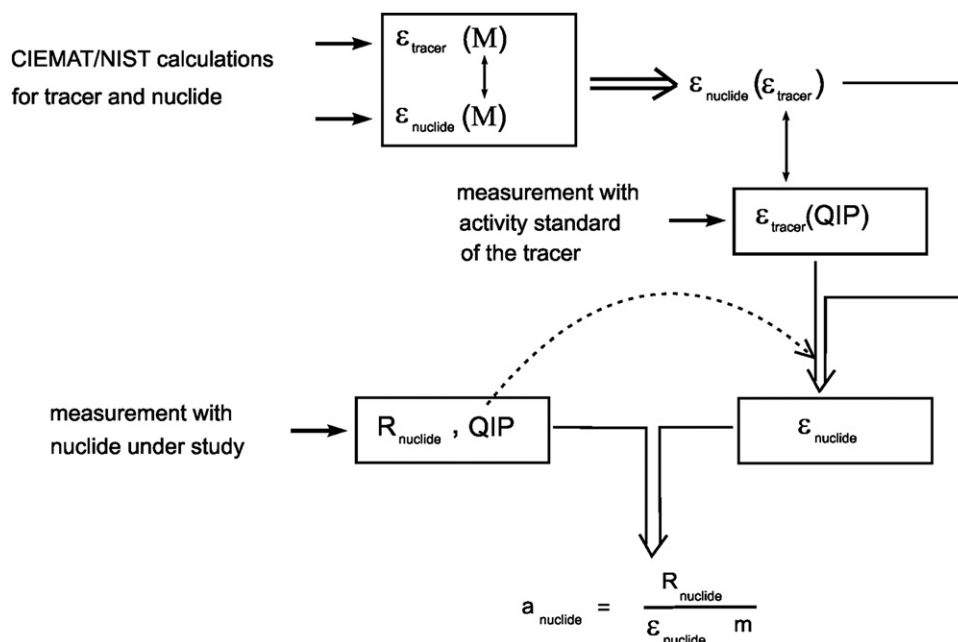 CIEMAT/NIST calculations
for tracer and nuclide
ε tracer (M)
ε nuclide (M)
ε nuclide (ε tracer)
measurement with
activity standard
of the tracer
ε tracer (QIP)
measurement with
nuclide under study
R nuclide , QIP
ε nuclide
a nuclide = R nuclide
ε nuclide m